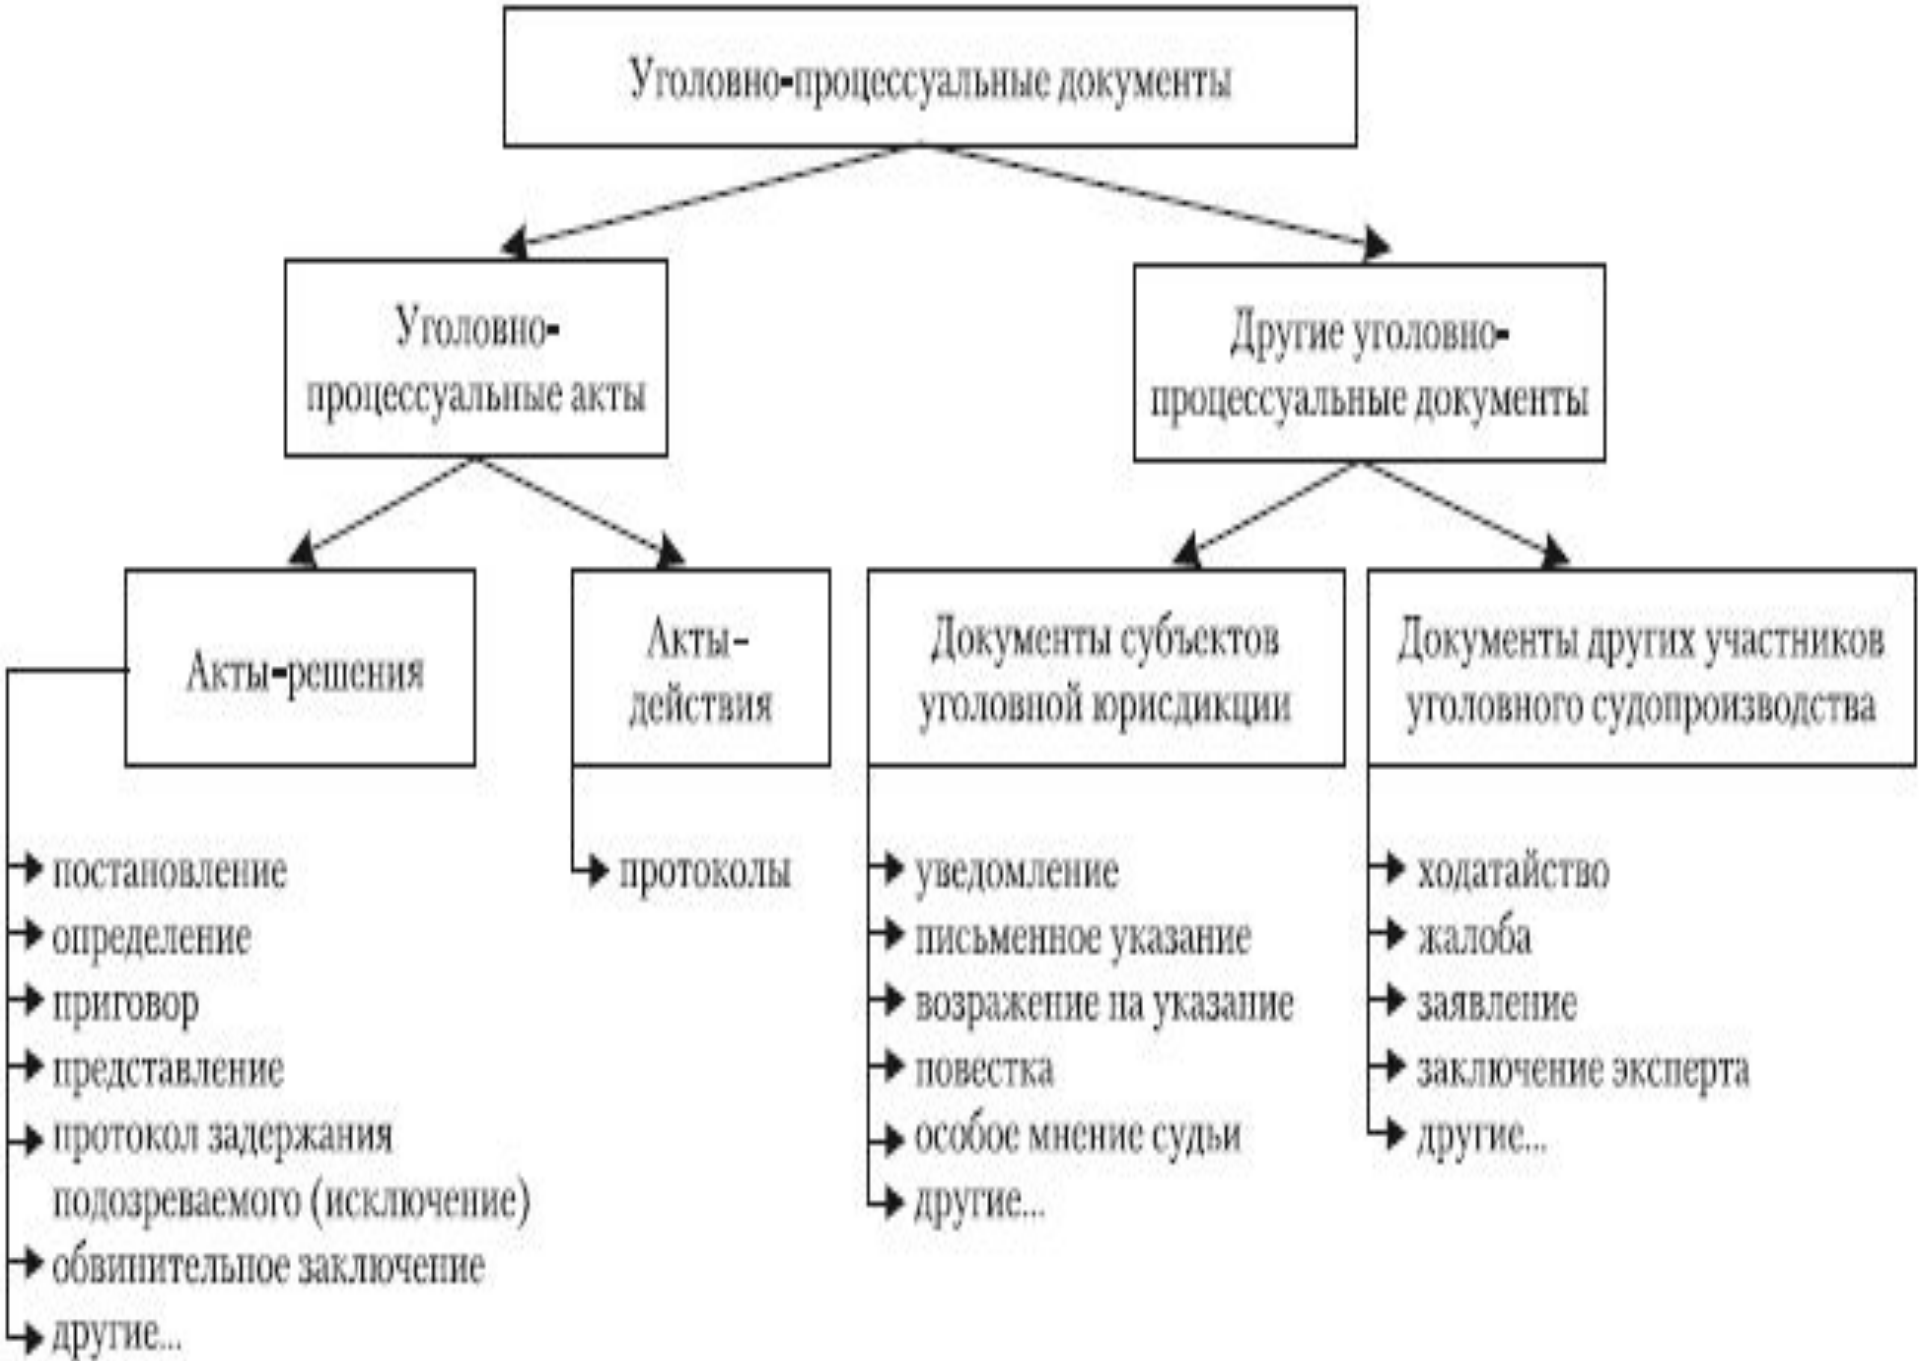 Уголовно-процессуальные документы
Уголовно-
процессуальные акты
Другие уголовно-
процессуальные документы
Акты-решения
Акты-
действия
Документы субъектов
уголовной юрисдикции
Документы других участников
уголовного судопроизводства
постановление
определение
приговор
представление
протокол задержания
подозреваемого (исключение)
обвинительное заключение
другие...
протоколы
уведомление
письменное указание
возражение на указание
повестка
особое мнение судьи
другие...
ходатайство
жалоба
заявление
заключение эксперта
другие...